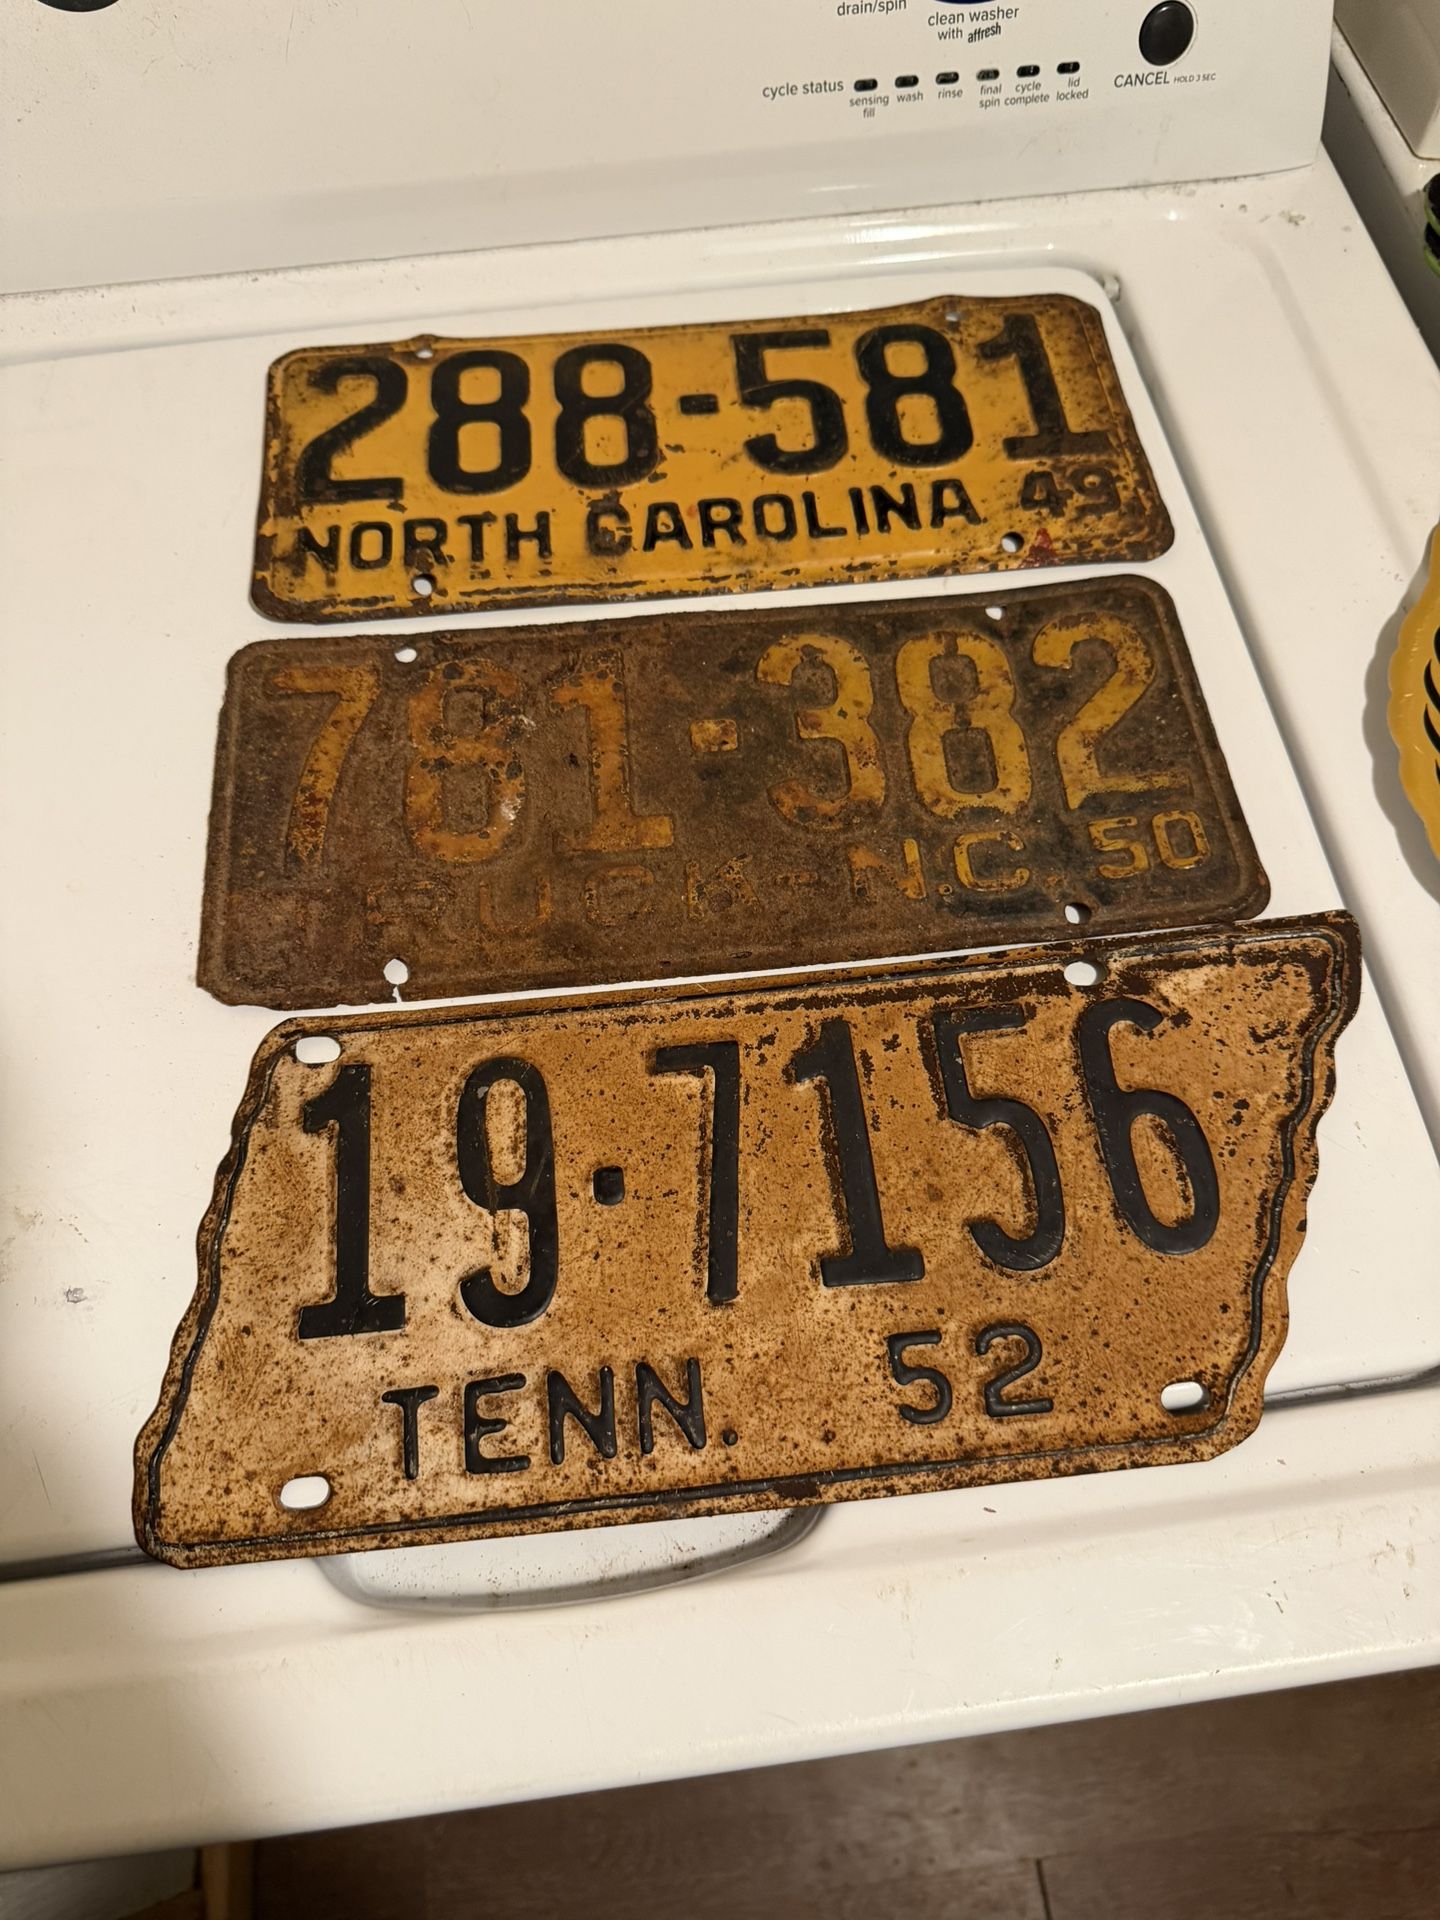 drain/spin
clean washer
with affresh
cycle status
sensing fill
wash
rinse
final spin
cycle complete
lid locked
CANCEL HOLD 3 SEC
288-581
NORTH CAROLINA 49
781-382
TRUCK-N.C. 50
19·7156
TENN. 52